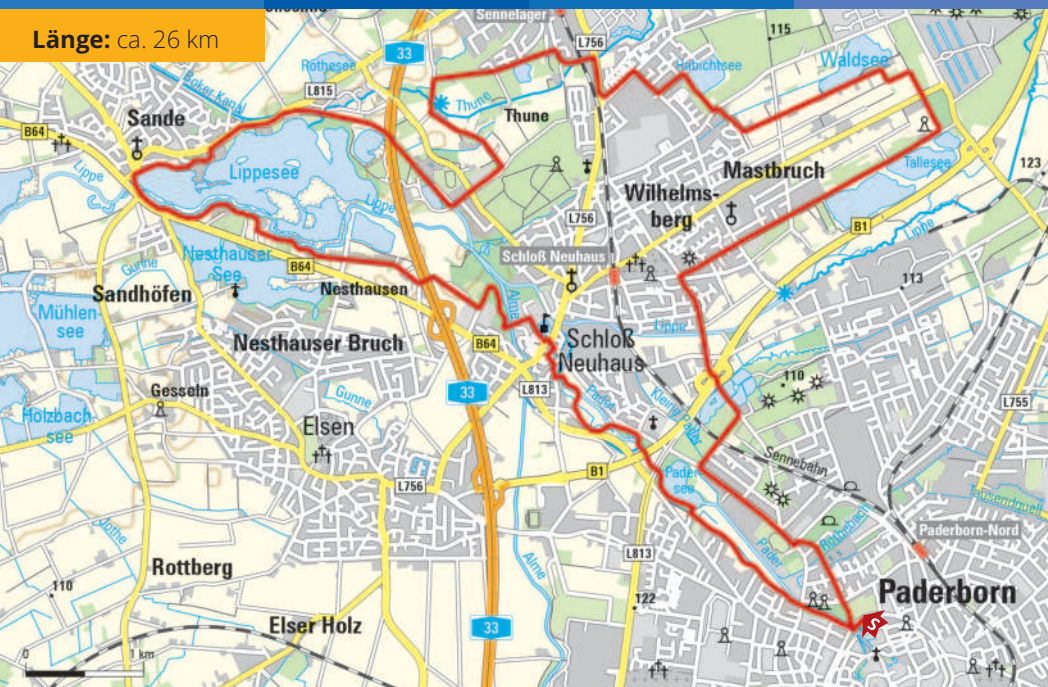 Länge: ca. 26 km
Sennelager
L756
115
33
Rothesee
Habichtsee
Waldsee
Boker-Kanal
L815
Thune
Thune
Sande
B64
Mastbruch
Tallesee
123
Lippe
Lippesee
Wilhelms-
berg
Lippe
L756
B1
Lippe
Schloß Neuhaus
Nesthauser
See
Gunne
B64
Nesthausen
Alme
113
100
Sandhöfen
Mühlen-
see
Lippe
Nesthauser Bruch
B64
Schloß
Neuhaus
Gesseln
Gunne
33
L813
Pader
Kleine Pader
110
L755
Holzbach
see
Elsen
Sennebahn
L756
B1
Pader-
see
Tausendquell
Jothe
Rothebach
Paderborn-Nord
Pader
L813
Alme
Rottberg
110
122
Paderborn
S
Elser Holz
33
0 1 km